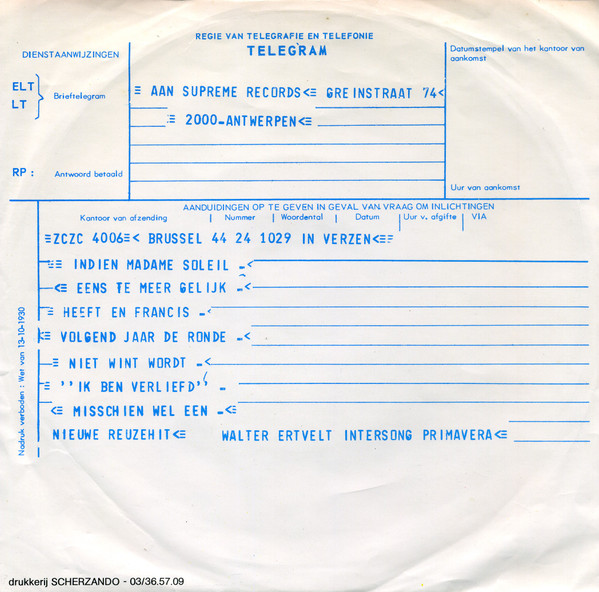 REGIE VAN TELEGRAFIE EN TELEFONIE
TELEGRAM
DIENSTAANWIJZINGEN
Datumstempel van het kantoor van
aankomst
ELT
LT
Brieftelegram
≡ AAN SUPREME RECORDS<≡ GREINSTRAAT 74<
≡ 2000-ANTWERPEN<≡
RP : Antwoord betaald
Uur van aankomst
AANDUIDINGEN OP TE GEVEN IN GEVAL VAN VRAAG OM INLICHTINGEN
Kantoor van afzending | Nummer | Woordental | Datum | Uur v. afgifte | VIA
≡ZCZC 4006≡< BRUSSEL 44 24 1029 IN VERZEN<≡
≡ INDIEN MADAME SOLEIL -<
<≡ EENS TE MEER GELIJK -<
≡ HEEFT EN FRANCIS -<
≡ VOLGEND JAAR DE RONDE -<
≡ NIET WINT WORDT -<
≡ ''IK BEN VERLIEFD'' -
<≡ MISSCHIEN WEL EEN -<≡
NIEUWE REUZEHIT<≡ WALTER ERTVELT INTERSONG PRIMAVERA<≡
Nadruk verboden : Wet van 13-10-1930
drukkerij SCHERZANDO - 03/36.57.09